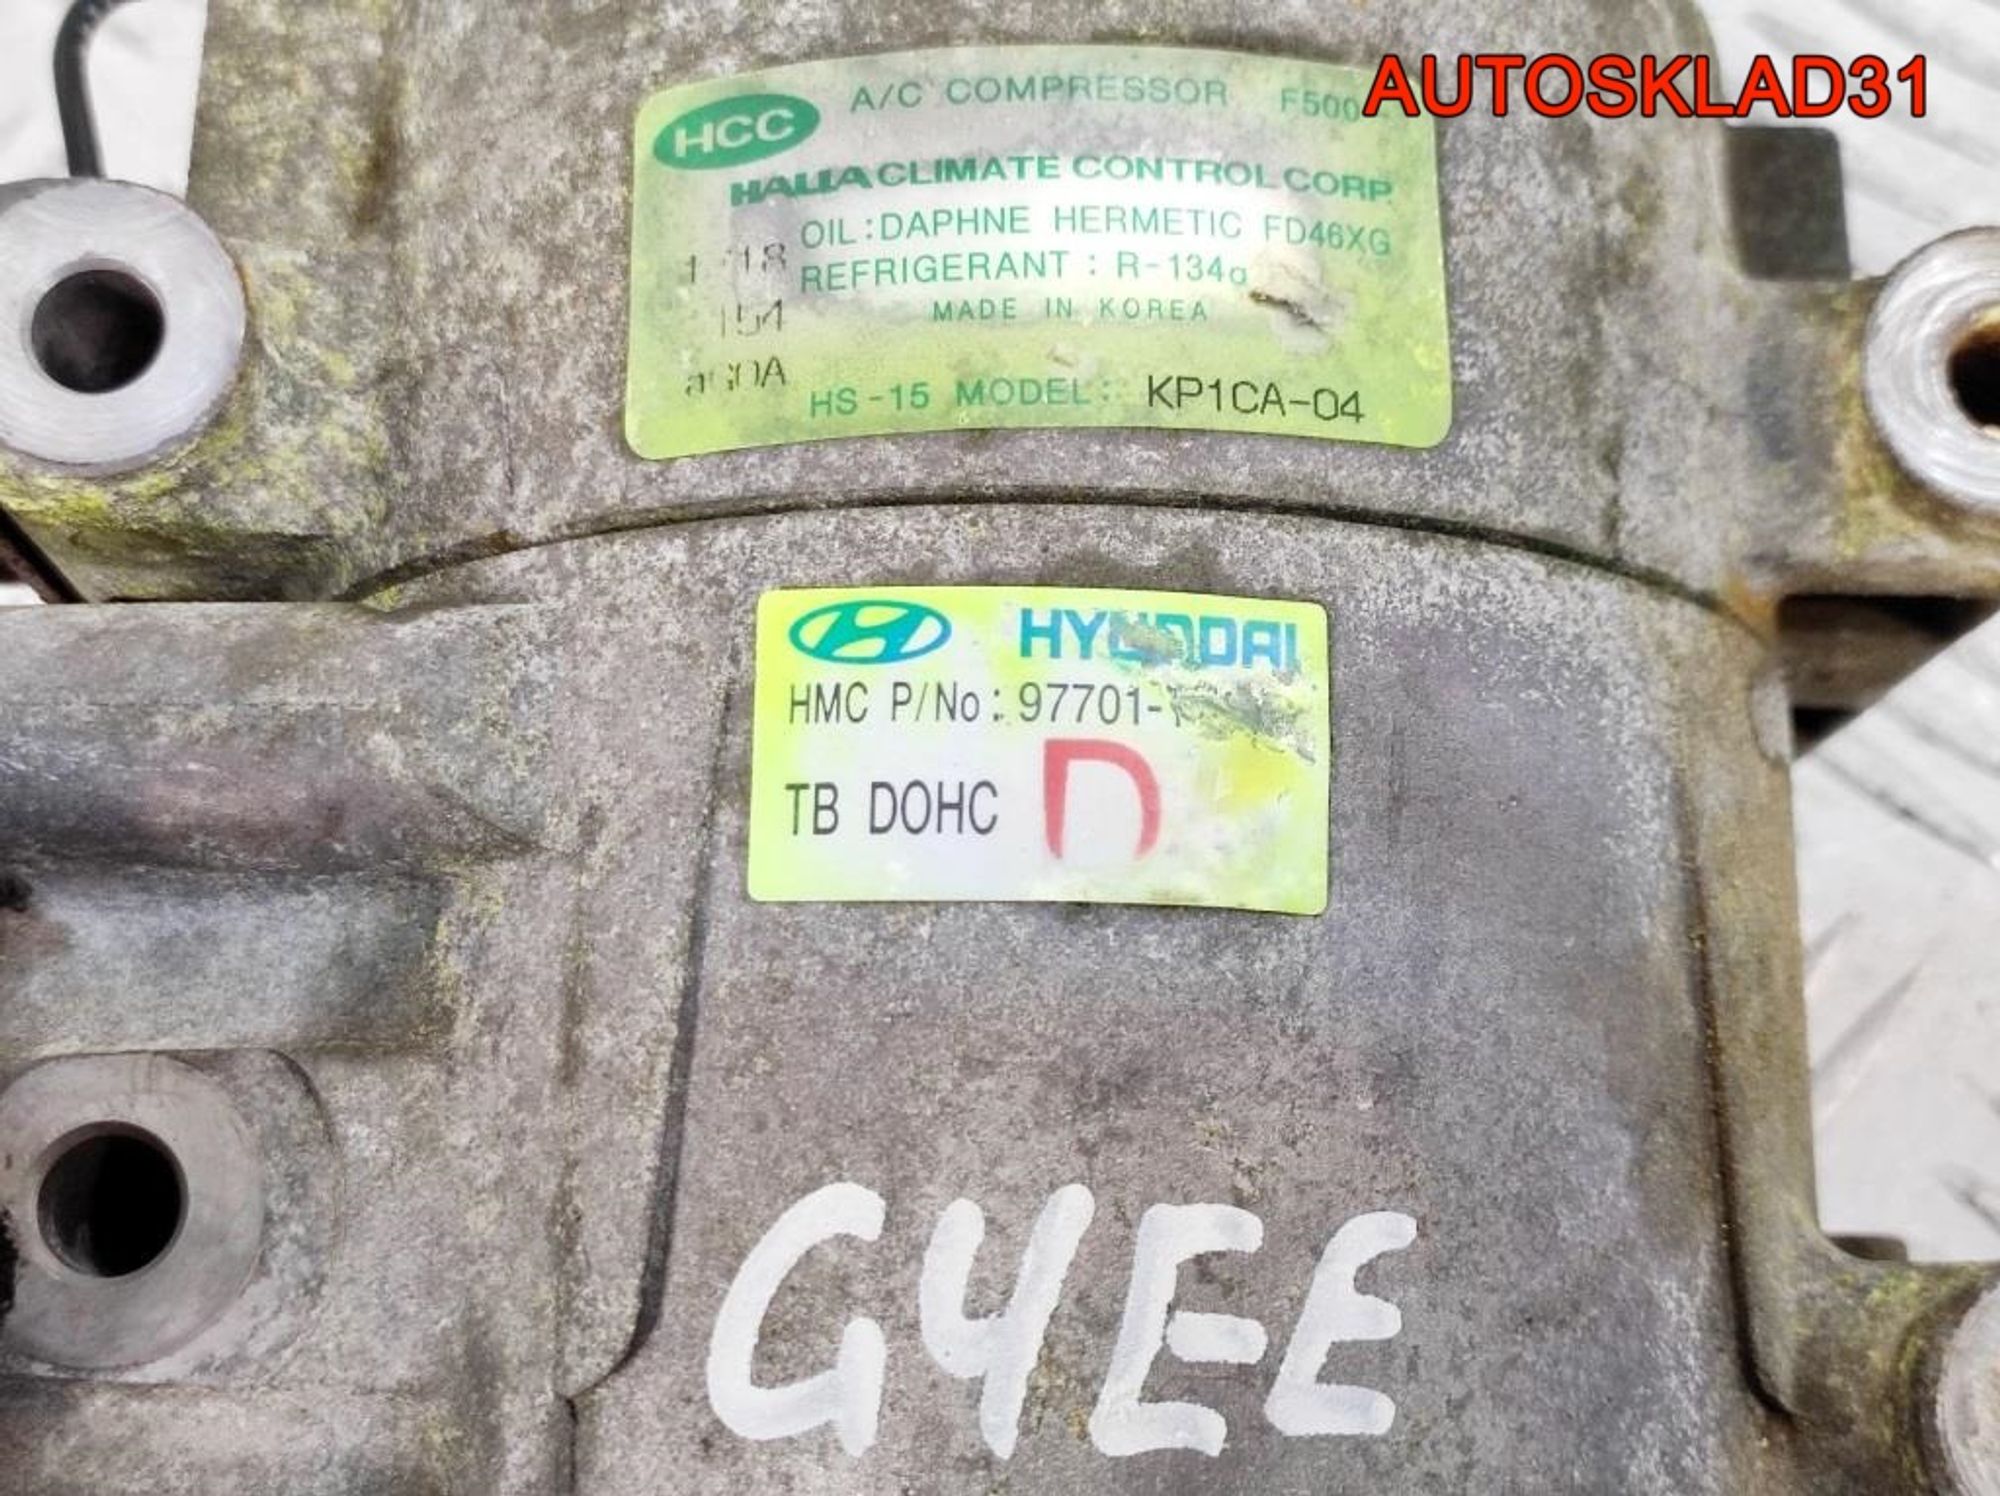 AUTOSKLAD31
HCC A/C COMPRESSOR
HALLA CLIMATE CONTROL CORP.
OIL : DAPHNE HERMETIC FD46XG
REFRIGERANT : R-134a
MADE IN KOREA
HS-15 MODEL: KP1CA-04
HYUNDAI
HMC P/No: 97701-
TB DOHC D
G4EE